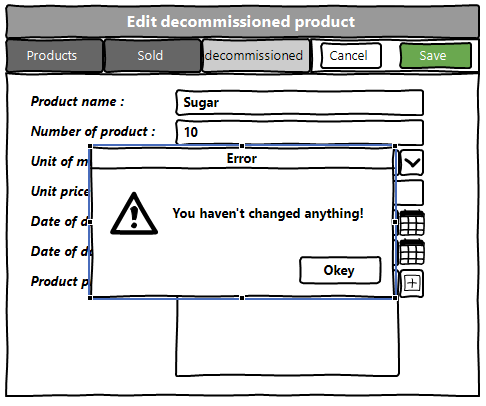 Edit decommissioned product
Products Sold decommissioned Cancel Save
Product name : Sugar
Number of product : 10
Unit of m
Error
Unit price
You haven't changed anything!
Date of d
Date of d
Okey
Product p